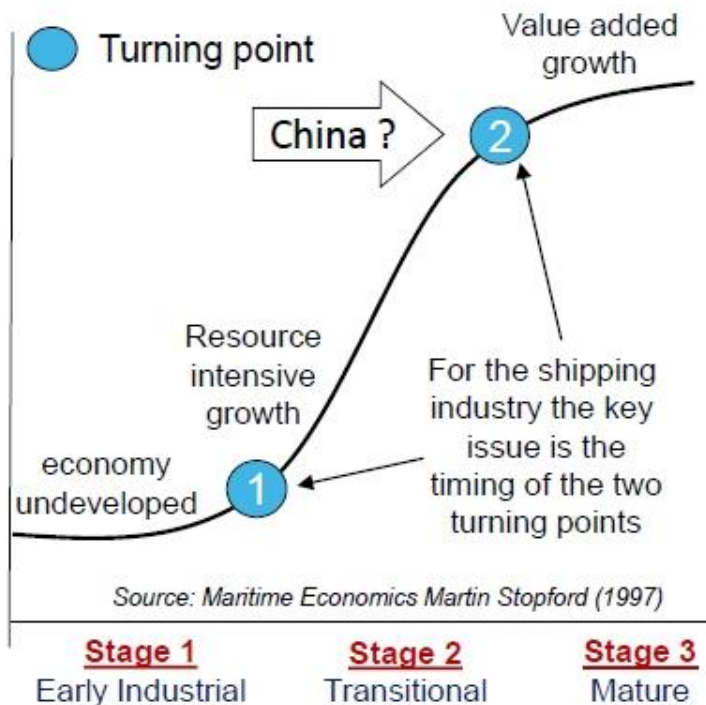 Turning point
Value added
growth
China ?
2
Resource
intensive
growth
For the shipping
industry the key
issue is the
timing of the two
turning points
economy
undeveloped
1
Source: Maritime Economics Martin Stopford (1997)
Stage 1
Early Industrial
Stage 2
Transitional
Stage 3
Mature